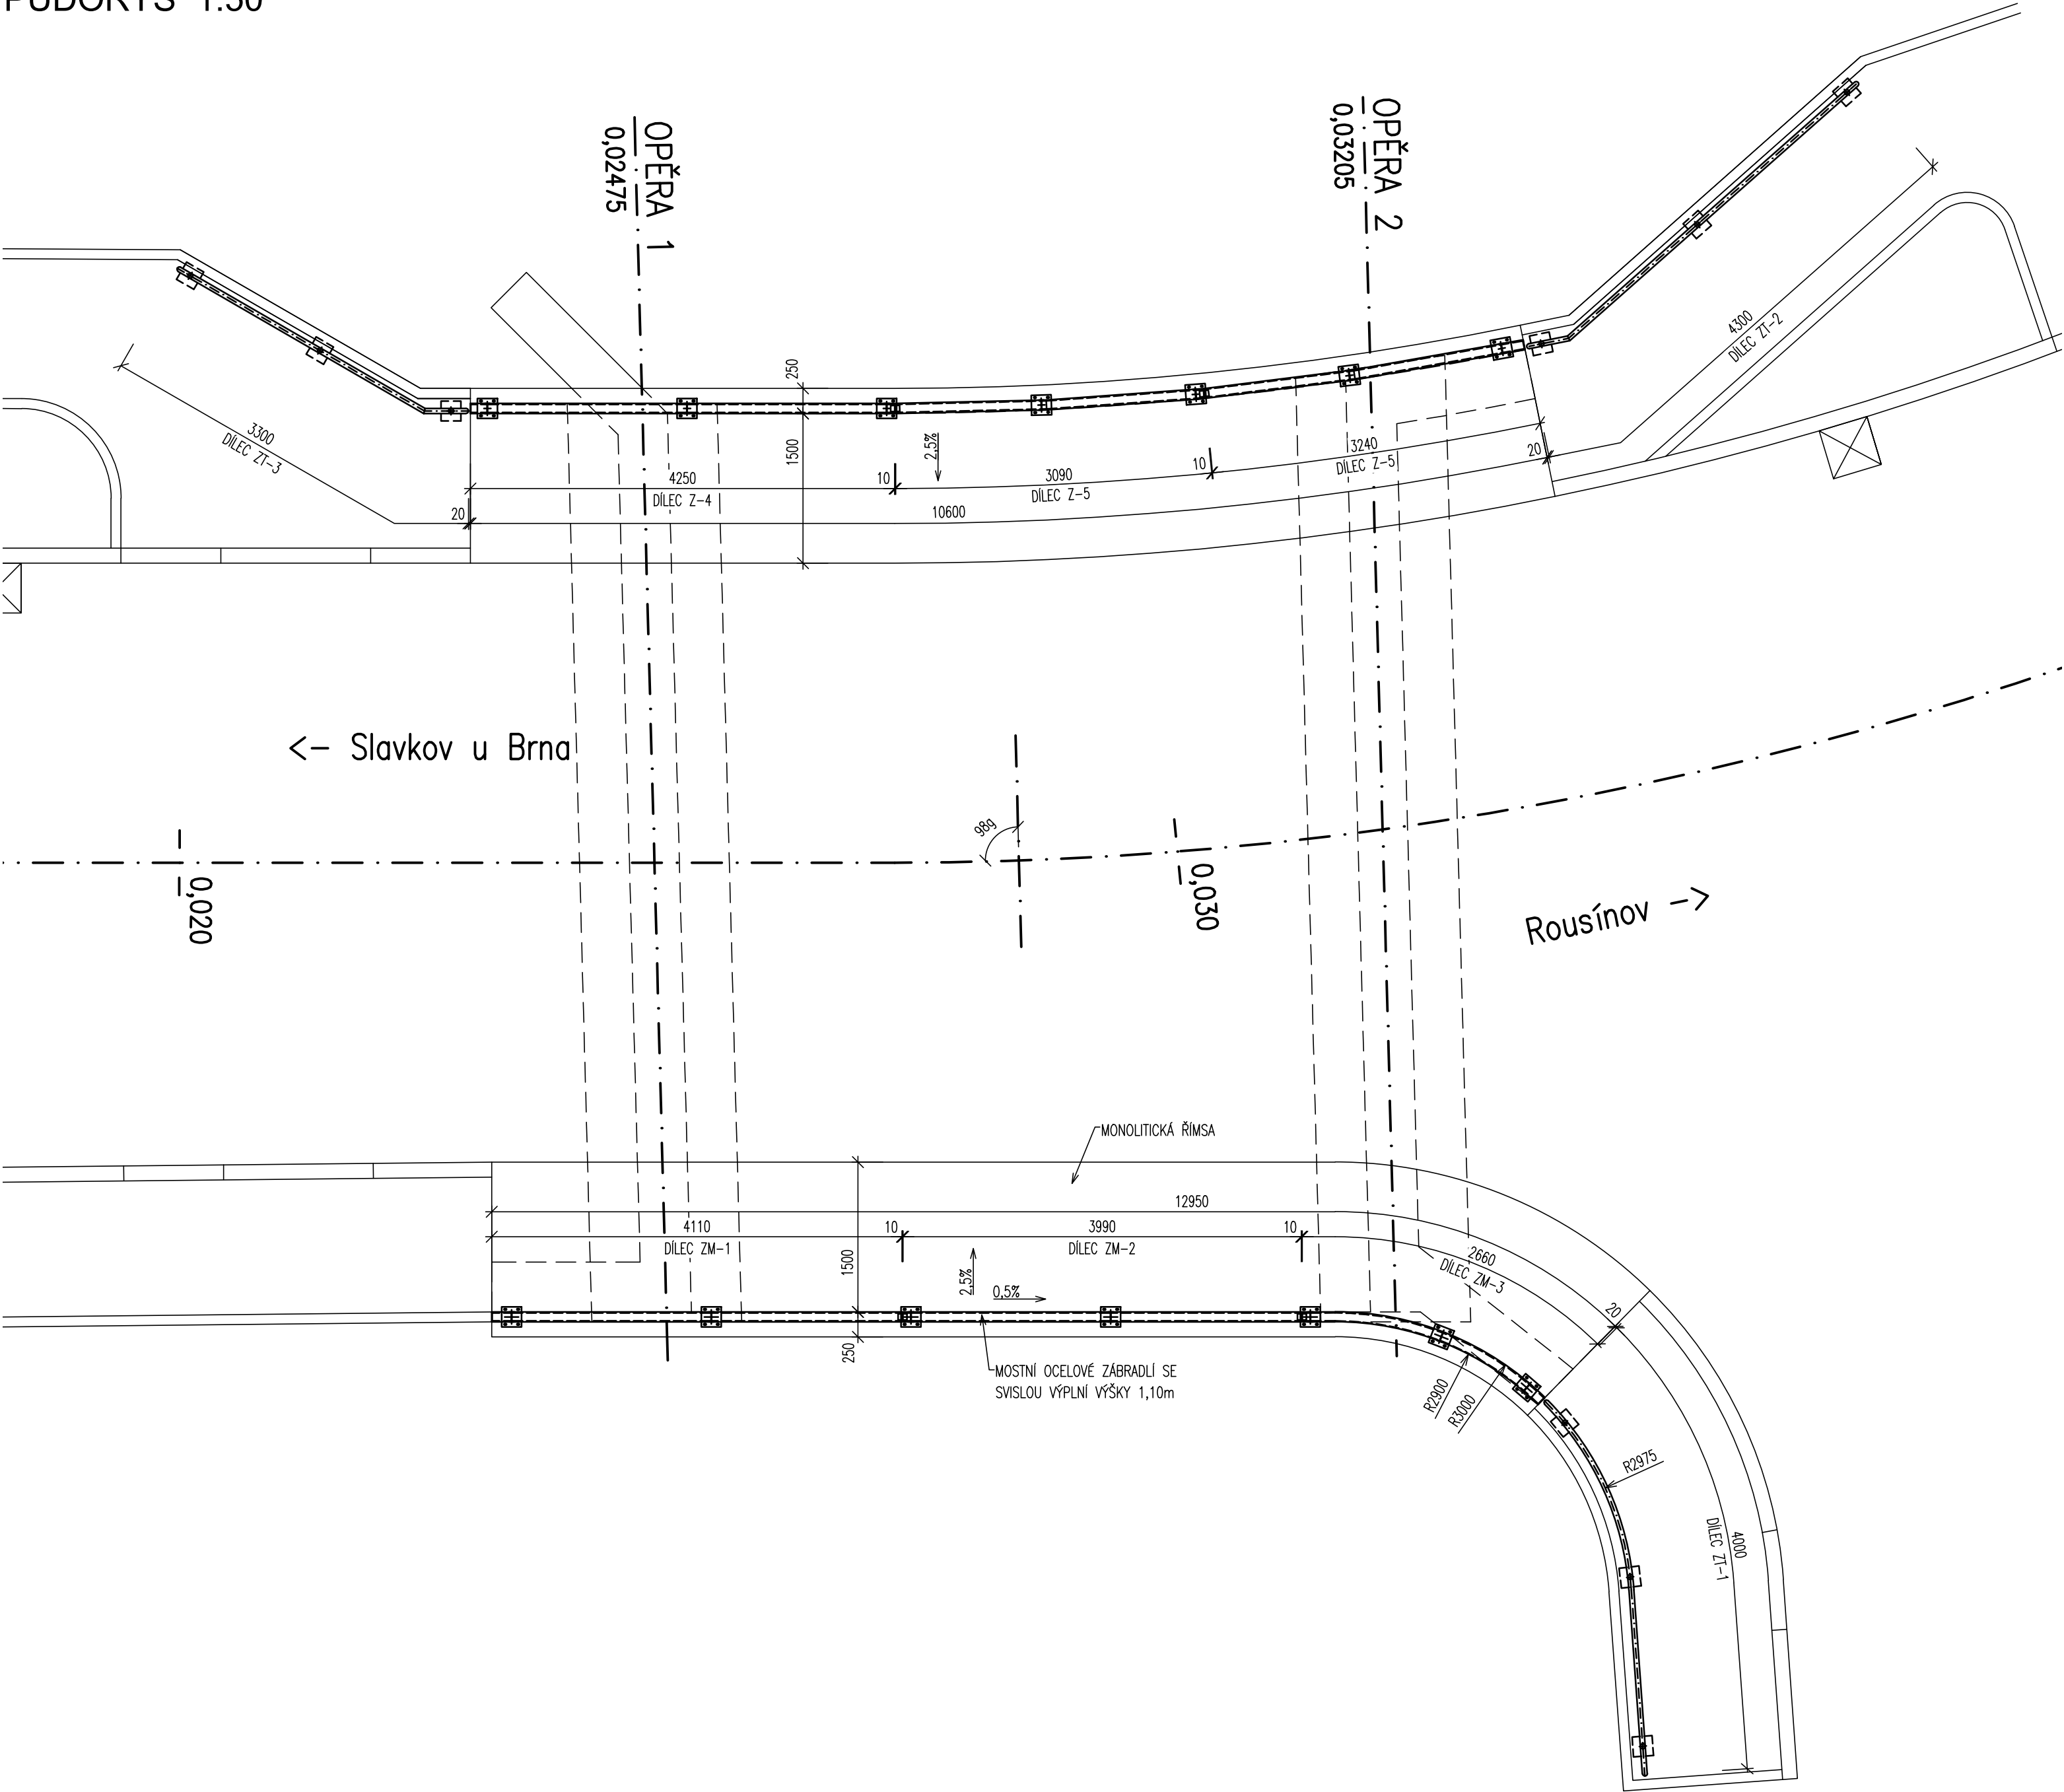 PŮDORYS 1:50
OPĚRA 1
0,02475
OPĚRA 2
0,03205
4300
DÍLEC ZT-2
3300
DÍLEC ZT-3
250
1500
2,5%
4250
10
DÍLEC Z-4
3090
DÍLEC Z-5
10
3240
DÍLEC Z-5
20
20
10600
<- Slavkov u Brna
98g
0,020
0,030
Rousínov ->
MONOLITICKÁ ŘÍMSA
12950
4110
10
3990
10
DÍLEC ZM-1
DÍLEC ZM-2
2660
DÍLEC ZM-3
1500
2,5%
0,5%
20
250
MOSTNÍ OCELOVÉ ZÁBRADLÍ SE
SVISLOU VÝPLNÍ VÝŠKY 1,10m
R2900
R3000
R2975
4000
DÍLEC ZT-1